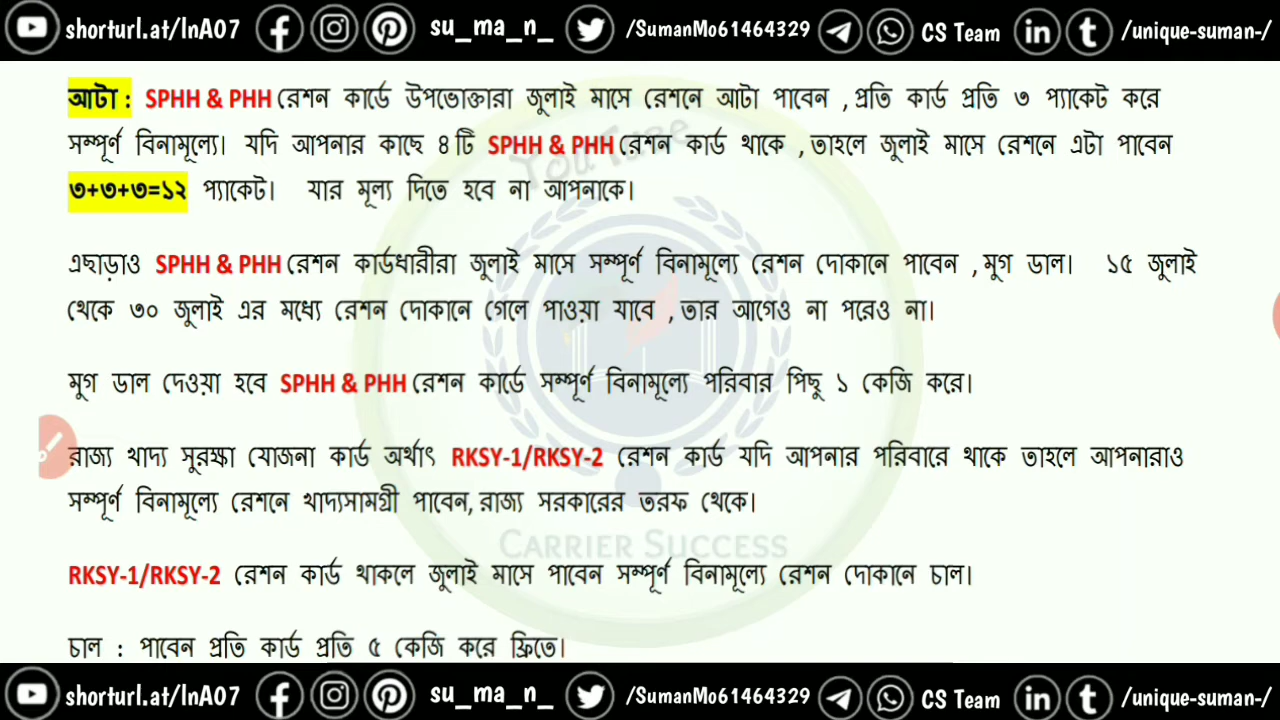 shorturl.at/lnA07 su_ma_n_ /SumanMo61464329 CS Team /unique-suman-/
আটা : SPHH & PHH রেশন কার্ডে উপভোক্তারা জুলাই মাসে রেশনে আটা পাবেন , প্রতি কার্ড প্রতি ৩ প্যাকেট করে
সম্পূর্ণ বিনামূল্যে। যদি আপনার কাছে ৪ টি SPHH & PHH রেশন কার্ড থাকে , তাহলে জুলাই মাসে রেশনে এটা পাবেন
৩+৩+৩=১২ প্যাকেট। যার মূল্য দিতে হবে না আপনাকে।
এছাড়াও SPHH & PHH রেশন কার্ডধারীরা জুলাই মাসে সম্পূর্ণ বিনামূল্যে রেশন দোকানে পাবেন , মুগ ডাল। ১৫ জুলাই
থেকে ৩০ জুলাই এর মধ্যে রেশন দোকানে গেলে পাওয়া যাবে , তার আগেও না পরেও না।
মুগ ডাল দেওয়া হবে SPHH & PHH রেশন কার্ডে সম্পূর্ণ বিনামূল্যে পরিবার পিছু ১ কেজি করে।
রাজ্য খাদ্য সুরক্ষা যোজনা কার্ড অর্থাৎ RKSY-1/RKSY-2 রেশন কার্ড যদি আপনার পরিবারে থাকে তাহলে আপনারাও
সম্পূর্ণ বিনামূল্যে রেশনে খাদ্যসামগ্রী পাবেন, রাজ্য সরকারের তরফ থেকে।
CARRIER SUCCESS
RKSY-1/RKSY-2 রেশন কার্ড থাকলে জুলাই মাসে পাবেন সম্পূর্ণ বিনামূল্যে রেশন দোকানে চাল।
চাল : পাবেন প্রতি কার্ড প্রতি ৫ কেজি করে ফ্রিতে।
shorturl.at/lnA07 su_ma_n_ /SumanMo61464329 CS Team /unique-suman-/
YouTube